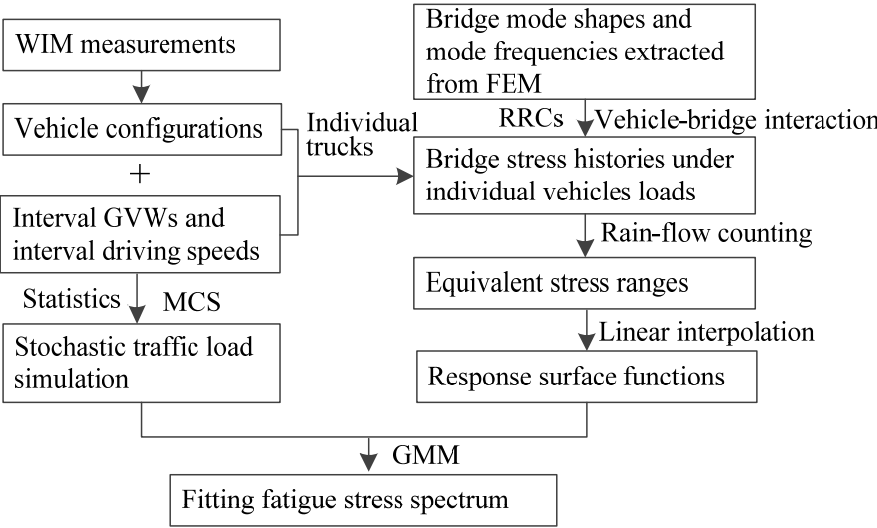 WIM measurements
Vehicle configurations
+
Interval GVWs and
interval driving speeds
Statistics MCS
Stochastic traffic load
simulation
Individual
trucks
Bridge mode shapes and
mode frequencies extracted
from FEM
RRCs Vehicle-bridge interaction
Bridge stress histories under
individual vehicles loads
Rain-flow counting
Equivalent stress ranges
Linear interpolation
Response surface functions
GMM
Fitting fatigue stress spectrum